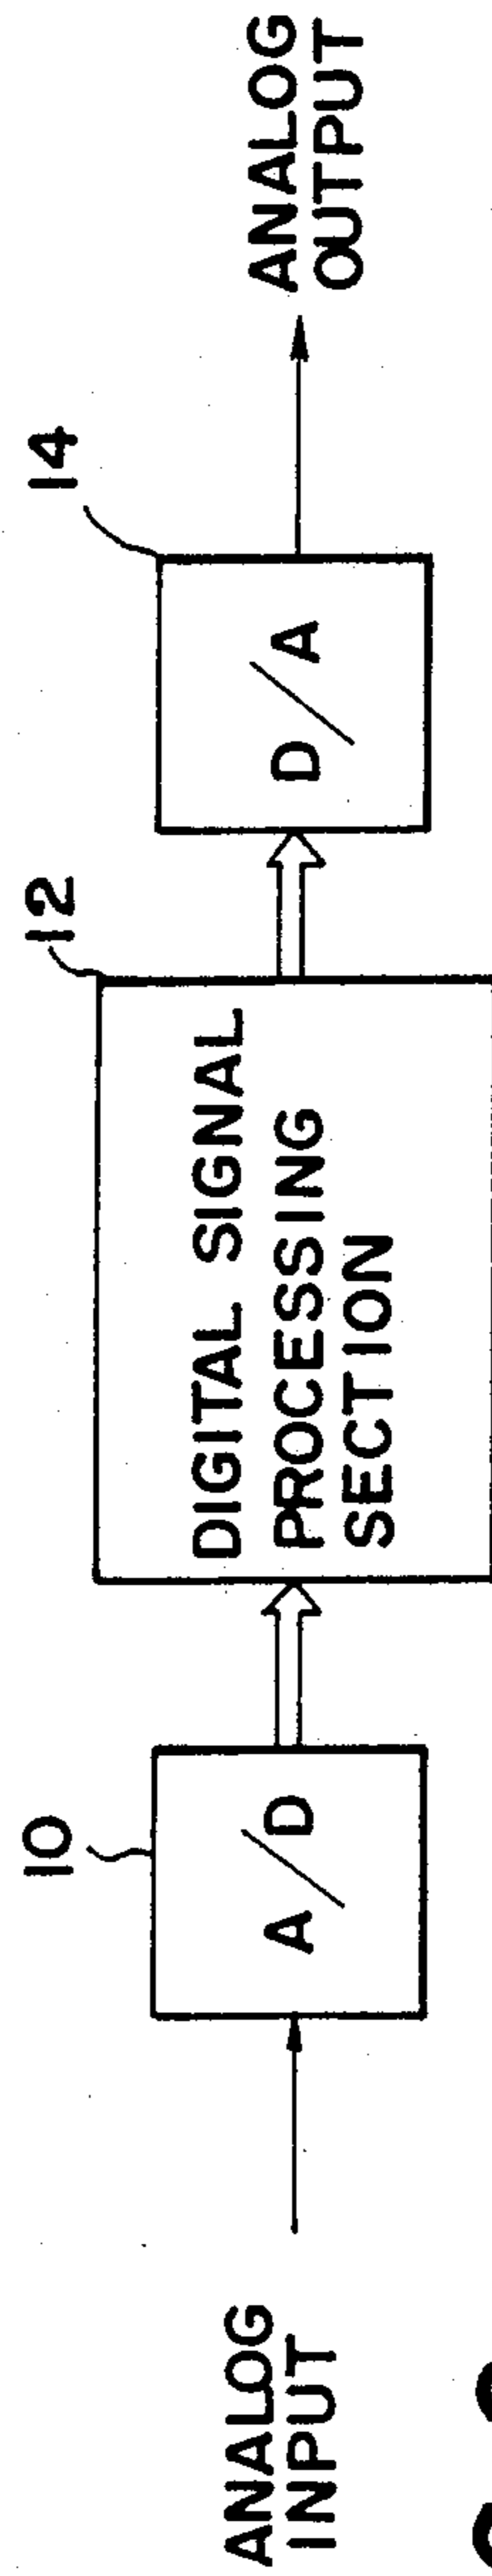 ANALOG
INPUT
10
A/D
12
DIGITAL SIGNAL
PROCESSING
SECTION
14
D/A
ANALOG
OUTPUT